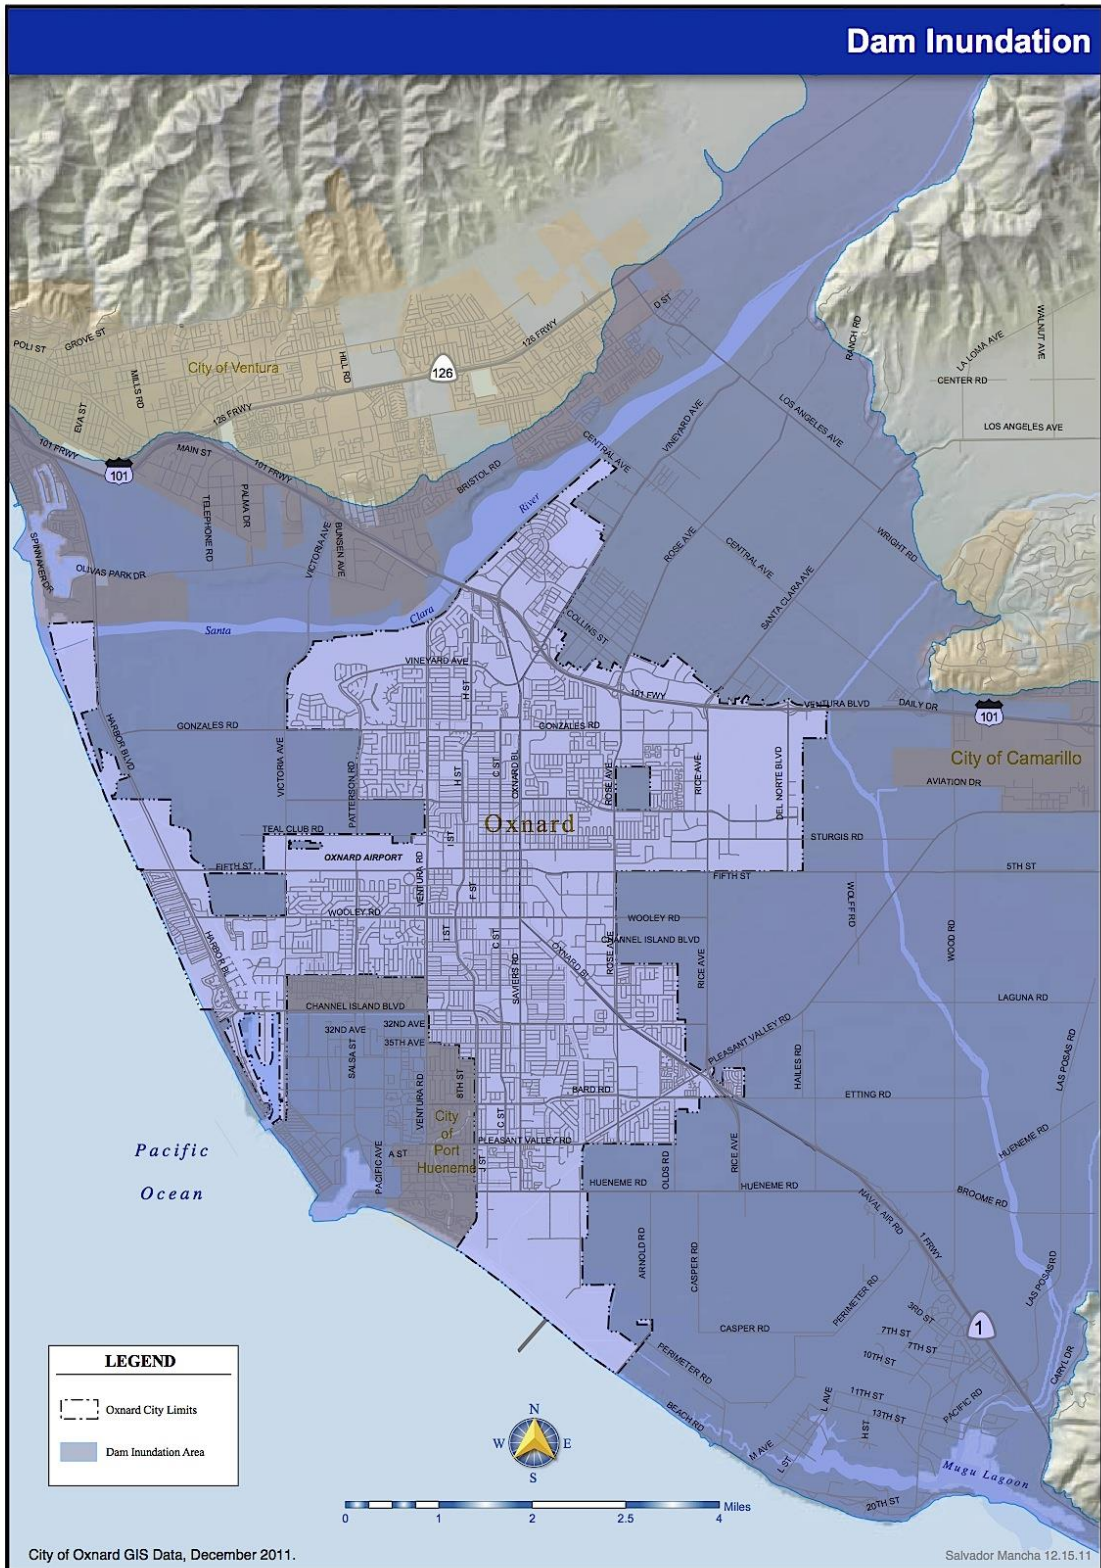 Dam Inundation
D ST
126 FRWY
POLI ST
GROVE ST
City of Ventura
HILL RD
126
MILLS RD
EVA ST
126 FRWY
RANCH RD
LA LOMA AVE
WALNUT AVE
CENTER RD
LOS ANGELES AVE
LOS ANGELES AVE
VINEYARD AVE
101 FRWY
101
MAIN ST
101 FRWY
CENTRAL AVE
BRISTOL RD
River
PALMA DR
TELEPHONE RD
VICTORIA AVE
BUNSEN AVE
SPINNAKER DR
OLIVAS PARK DR
ROSE AVE
CENTRAL AVE
WRIGHT RD
SANTA CLARA AVE
COLLINS ST
Santa
Clara
VINEYARD AVE
H ST
101 FWY
VENTURA BLVD
DAILY DR
101
GONZALES RD
GONZALES RD
HARBOR BLVD
VICTORIA AVE
PATTERSON RD
H ST
C ST
OXNARD BL
ROSE AVE
RICE AVE
DEL NORTE BLVD
City of Camarillo
AVIATION DR
Oxnard
TEAL CLUB RD
I ST
STURGIS RD
OXNARD AIRPORT
FIFTH ST
VENTURA RD
FIFTH ST
5TH ST
F ST
WOLFF RD
WOOLEY RD
WOOLEY RD
WOOD RD
HARBOR BL
I ST
C ST
SAVIERS RD
OXNARD BL
ROSE AVE
CHANNEL ISLAND BLVD
RICE AVE
CHANNEL ISLAND BLVD
LAGUNA RD
32ND AVE
32ND AVE
35TH AVE
SALSA ST
PLEASANT VALLEY RD
HAILES RD
LAS POSAS RD
VENTURA RD
8TH ST
BARD RD
ETTING RD
City
of
Port
Hueneme
C ST
PLEASANT VALLEY RD
A ST
J ST
PACIFIC AVE
OLDS RD
RICE AVE
HUENEME RD
HUENEME RD
HUENEME RD
BROOME RD
Pacific
Ocean
NAVAL AIR RD
1 FRWY
ARNOLD RD
CASPER RD
LAS POSAS RD
PERIMETER RD
3RD ST
CASPER RD
7TH ST
7TH ST
1
10TH ST
PERIMETER RD
CARYL DR
11TH ST
L AVE
PACIFIC RD
13TH ST
BEACH RD
H ST
M AVE
L ST
Mugu Lagoon
20TH ST
LEGEND
Oxnard City Limits
Dam Inundation Area
N
W
E
S
Miles
0
1
2
2.5
4
City of Oxnard GIS Data, December 2011.
Salvador Mancha 12.15.11